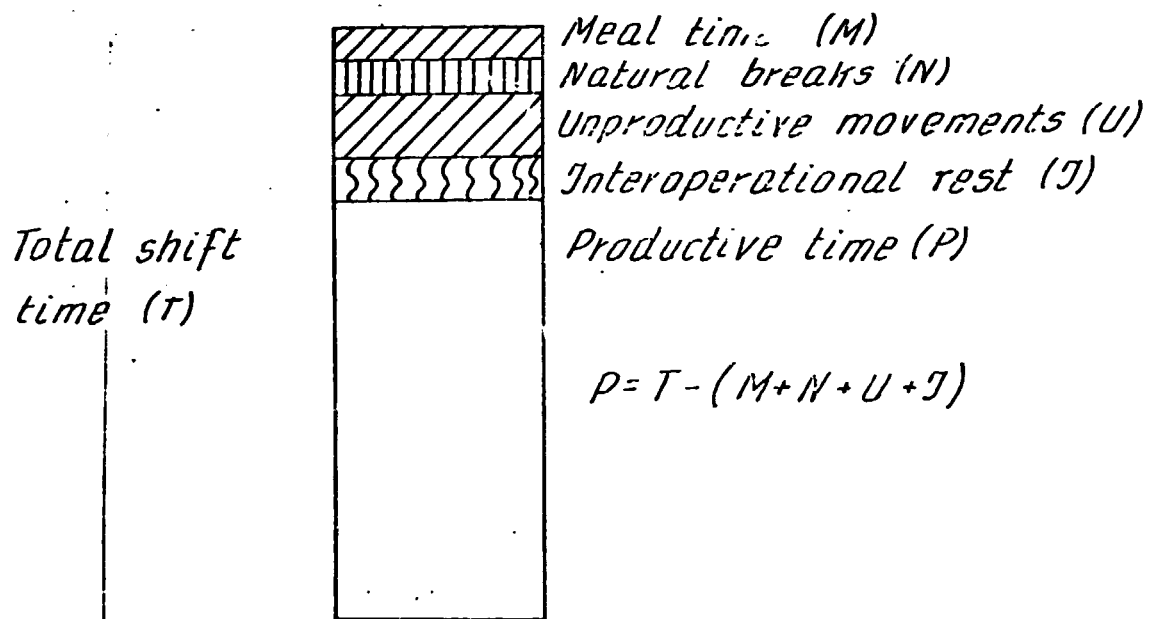 Meal time (M)
Natural breaks (N)
Unproductive movements (U)
Interoperational rest (I)
Total shift
time (T)
Productive time (P)
P = T - (M + N + U + I)